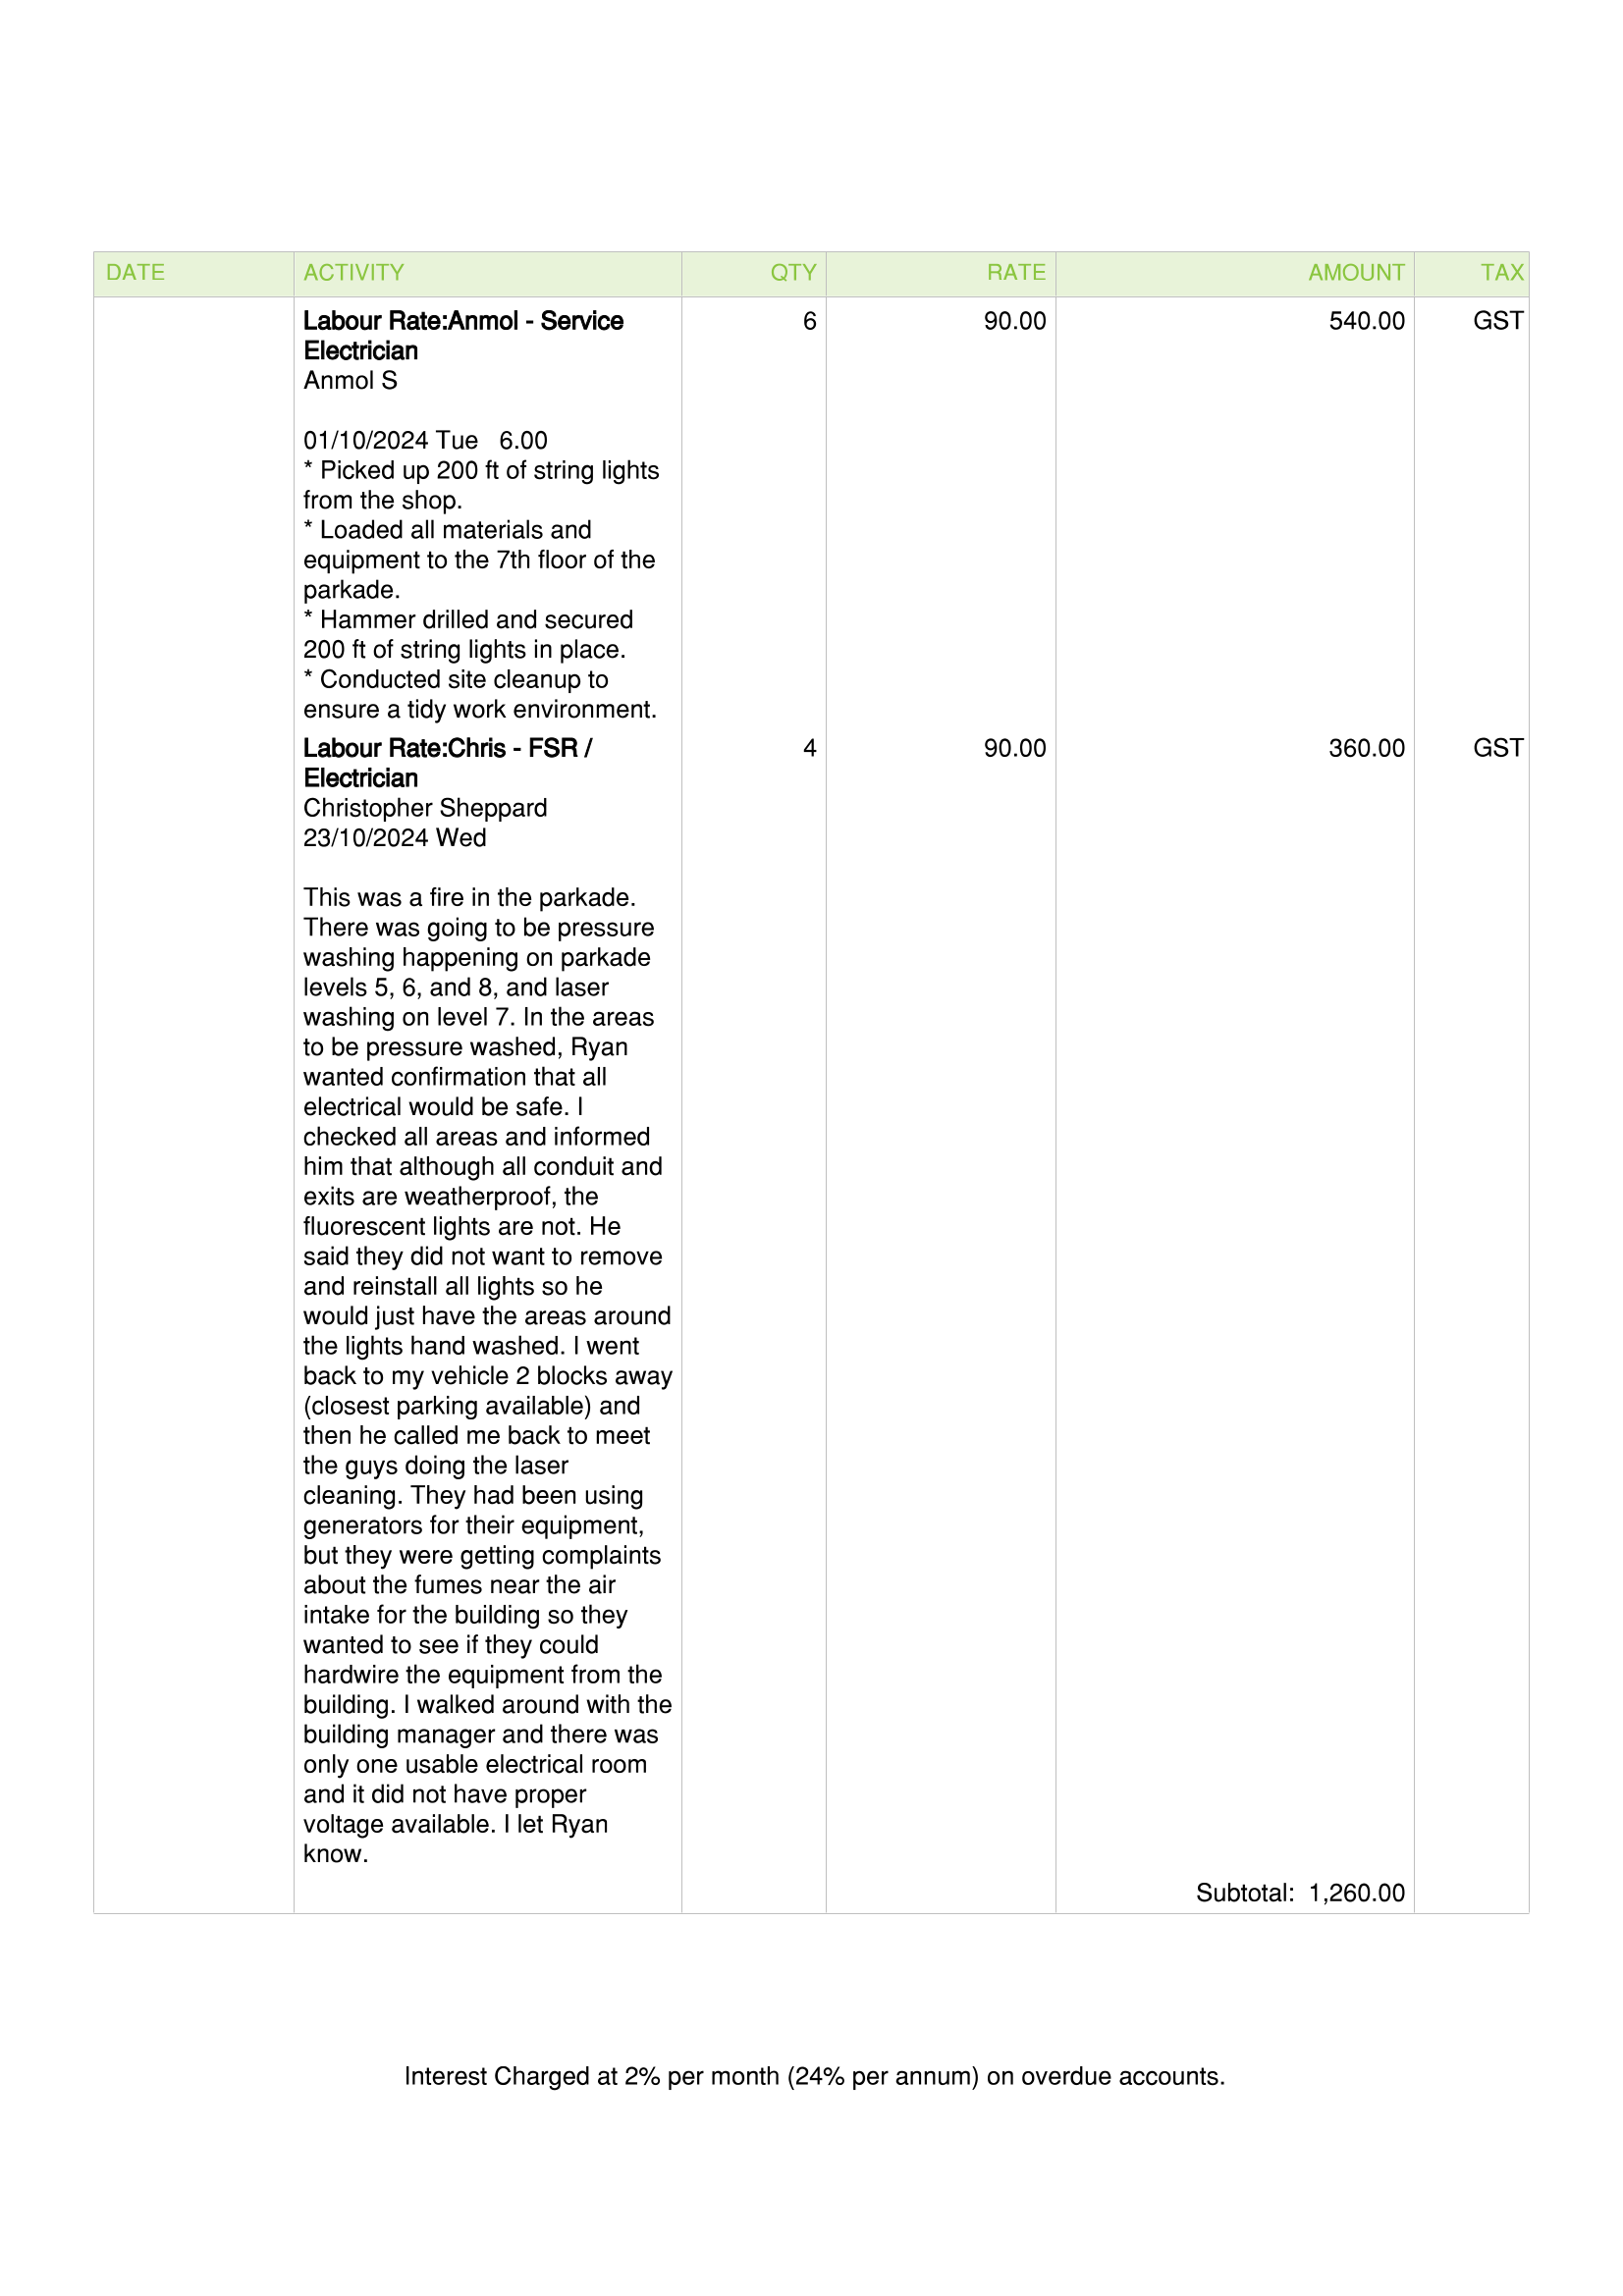 DATE ACTIVITY QTY RATE AMOUNT TAX
Labour Rate:Anmol - Service 6 90.00 540.00 GST
Electrician
Anmol S
01/10/2024 Tue 6.00
* Picked up 200 ft of string lights
from the shop.
* Loaded all materials and
equipment to the 7th floor of the
parkade.
* Hammer drilled and secured
200 ft of string lights in place.
* Conducted site cleanup to
ensure a tidy work environment.
Labour Rate:Chris - FSR / 4 90.00 360.00 GST
Electrician
Christopher Sheppard
23/10/2024 Wed
This was a fire in the parkade.
There was going to be pressure
washing happening on parkade
levels 5, 6, and 8, and laser
washing on level 7. In the areas
to be pressure washed, Ryan
wanted confirmation that all
electrical would be safe. I
checked all areas and informed
him that although all conduit and
exits are weatherproof, the
fluorescent lights are not. He
said they did not want to remove
and reinstall all lights so he
would just have the areas around
the lights hand washed. I went
back to my vehicle 2 blocks away
(closest parking available) and
then he called me back to meet
the guys doing the laser
cleaning. They had been using
generators for their equipment,
but they were getting complaints
about the fumes near the air
intake for the building so they
wanted to see if they could
hardwire the equipment from the
building. I walked around with the
building manager and there was
only one usable electrical room
and it did not have proper
voltage available. I let Ryan
know.
Subtotal: 1,260.00
Interest Charged at 2% per month (24% per annum) on overdue accounts.